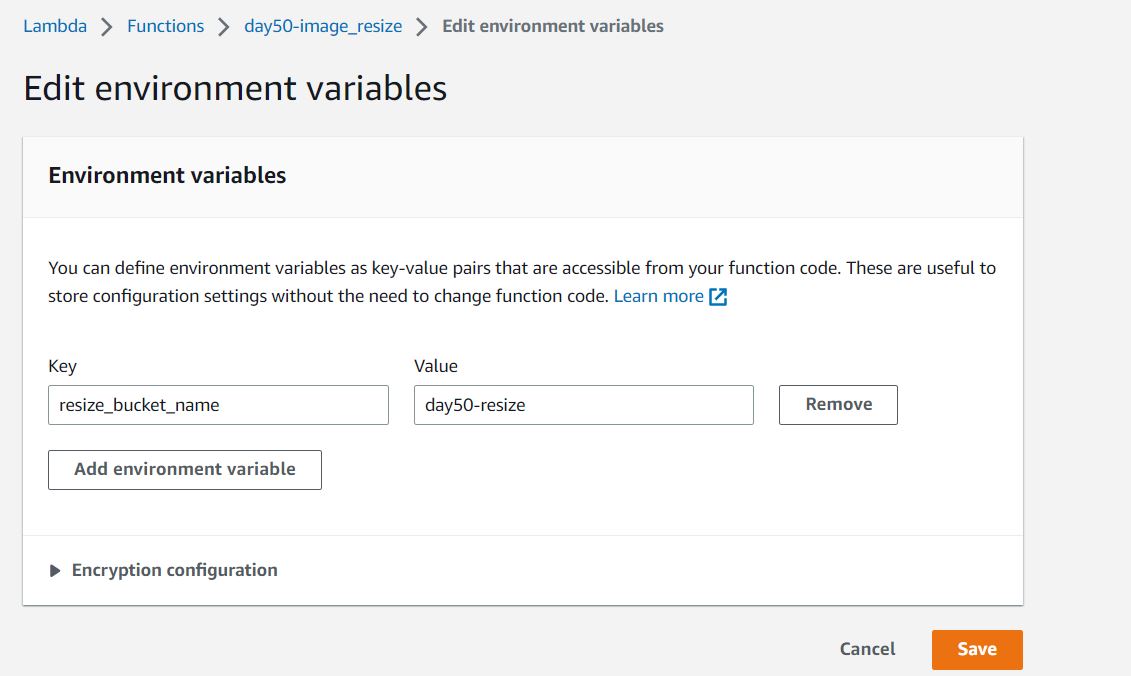 Lambda > Functions > day50-image_resize > Edit environment variables
Edit environment variables
Environment variables
You can define environment variables as key-value pairs that are accessible from your function code. These are useful to
store configuration settings without the need to change function code. Learn more
Key Value
resize_bucket_name day50-resize Remove
Add environment variable
Encryption configuration
Cancel Save